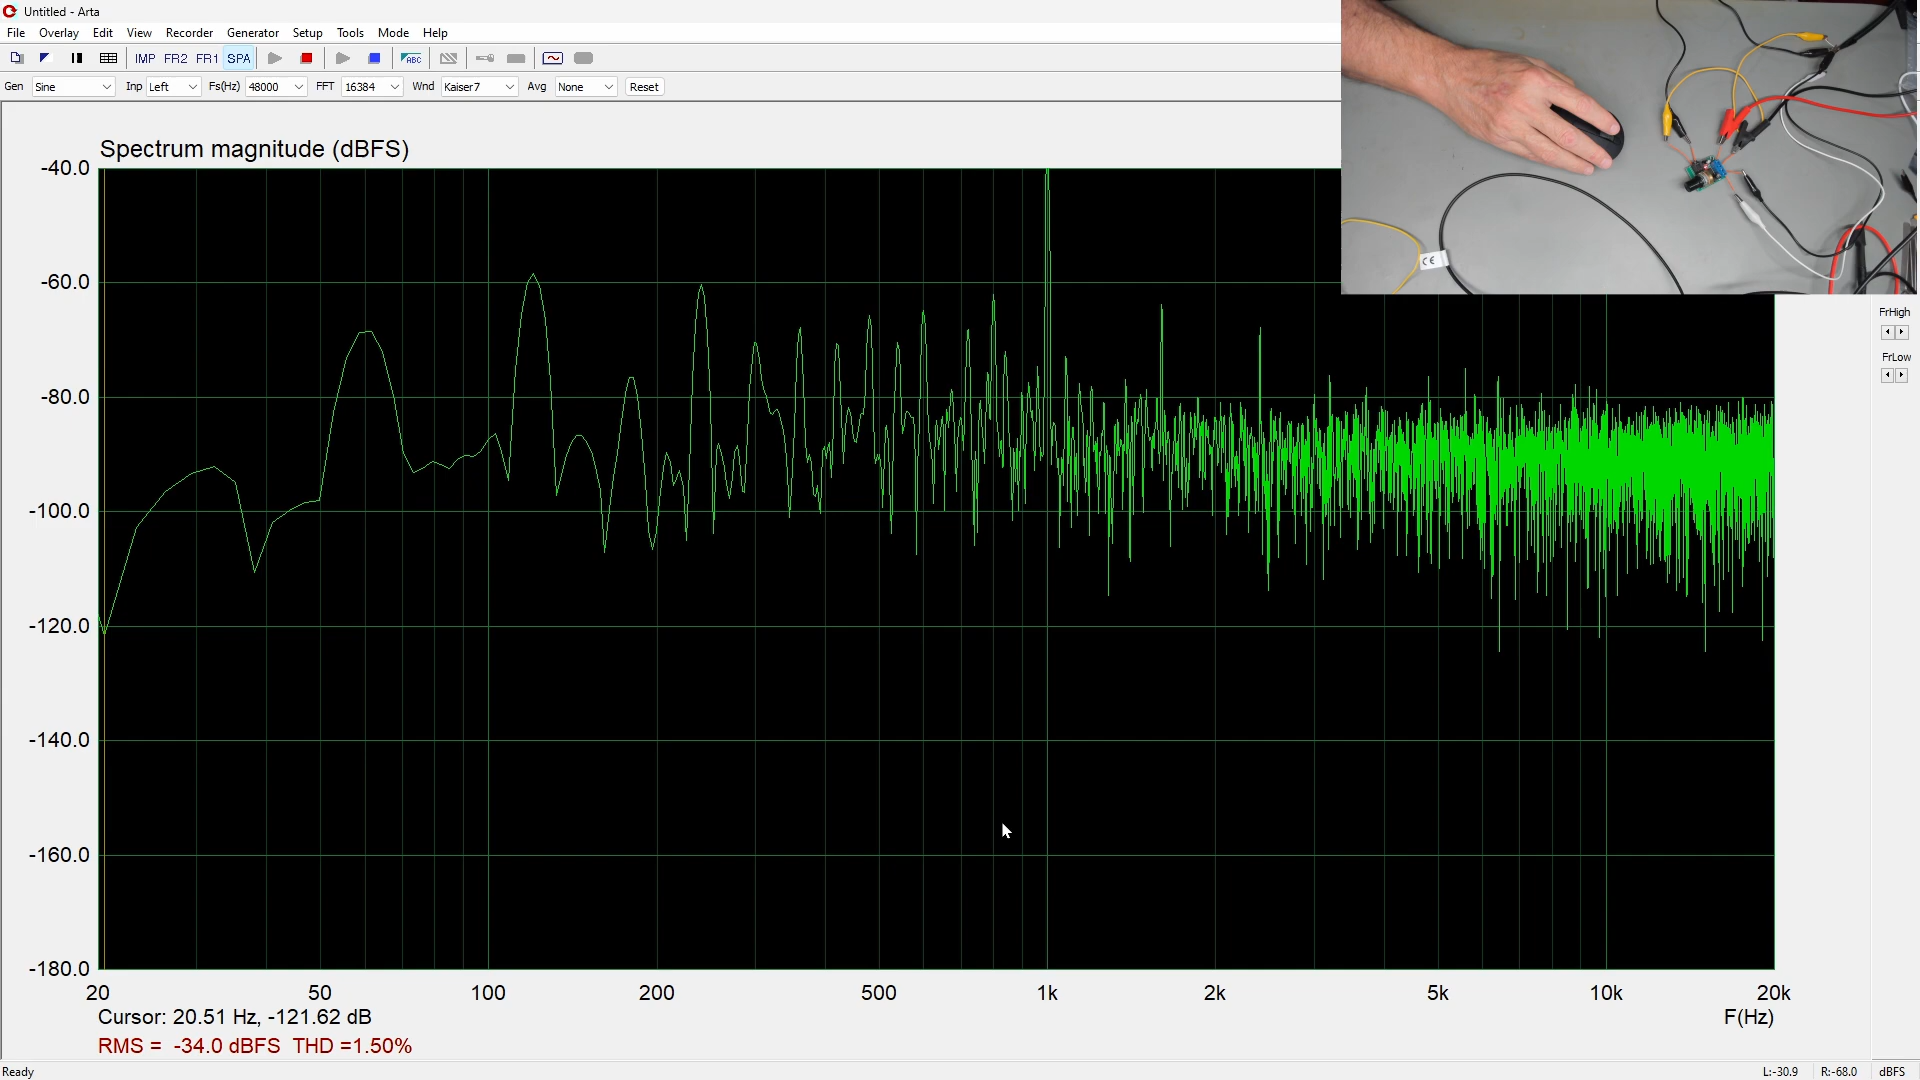 Untitled - Arta
File Overlay Edit View Recorder Generator Setup Tools Mode Help
IMP FR2 FR1 SPA ABC
Gen Sine Inp Left Fs(Hz) 48000 FFT 16384 Wnd Kaiser7 Avg None Reset
Spectrum magnitude (dBFS)
-40.0
-60.0
-80.0
-100.0
-120.0
-140.0
-160.0
-180.0
20 50 100 200 500 1k 2k 5k 10k 20k
Cursor: 20.51 Hz, -121.62 dB F(Hz)
RMS = -34.0 dBFS THD =1.50%
CE
FrHigh
FrLow
Ready L:-30.9 R:-68.0 dBFS